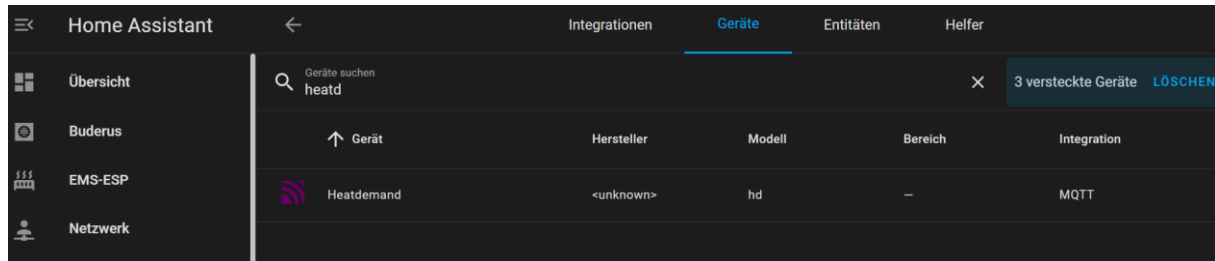 Home Assistant
Integrationen Geräte Entitäten Helfer
Übersicht
Geräte suchen
heatd
3 versteckte Geräte LÖSCHEN
Buderus
Gerät Hersteller Modell Bereich Integration
EMS-ESP
Heatdemand <unknown> hd – MQTT
Netzwerk